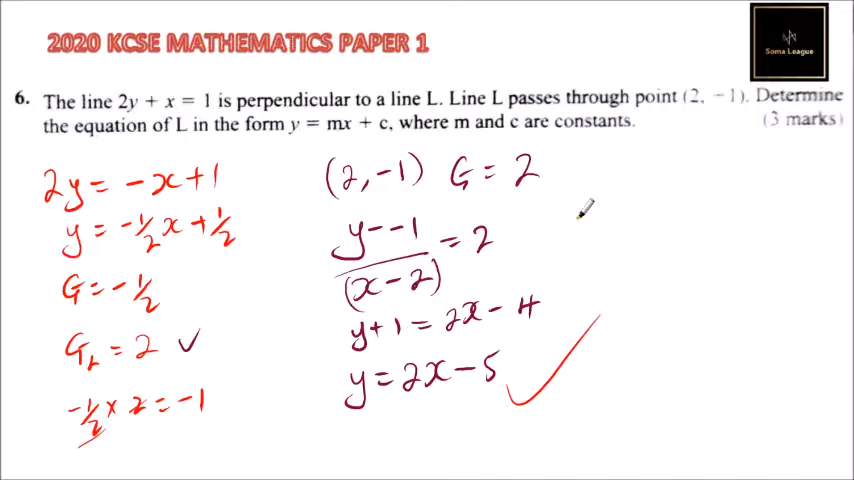 2020 KCSE MATHEMATICS PAPER 1
Soma League
6. The line 2y + x = 1 is perpendicular to a line L. Line L passes through point (2, −1). Determine
the equation of L in the form y = mx + c, where m and c are constants. (3 marks)
2y = -x + 1
y = -1/2 x + 1/2
G = -1/2
G₂ = 2 ✓
-1/2 × 2 = -1
(2, -1) G = 2
y - -1
/(x - 2) = 2
y + 1 = 2x - 4
y = 2x - 5